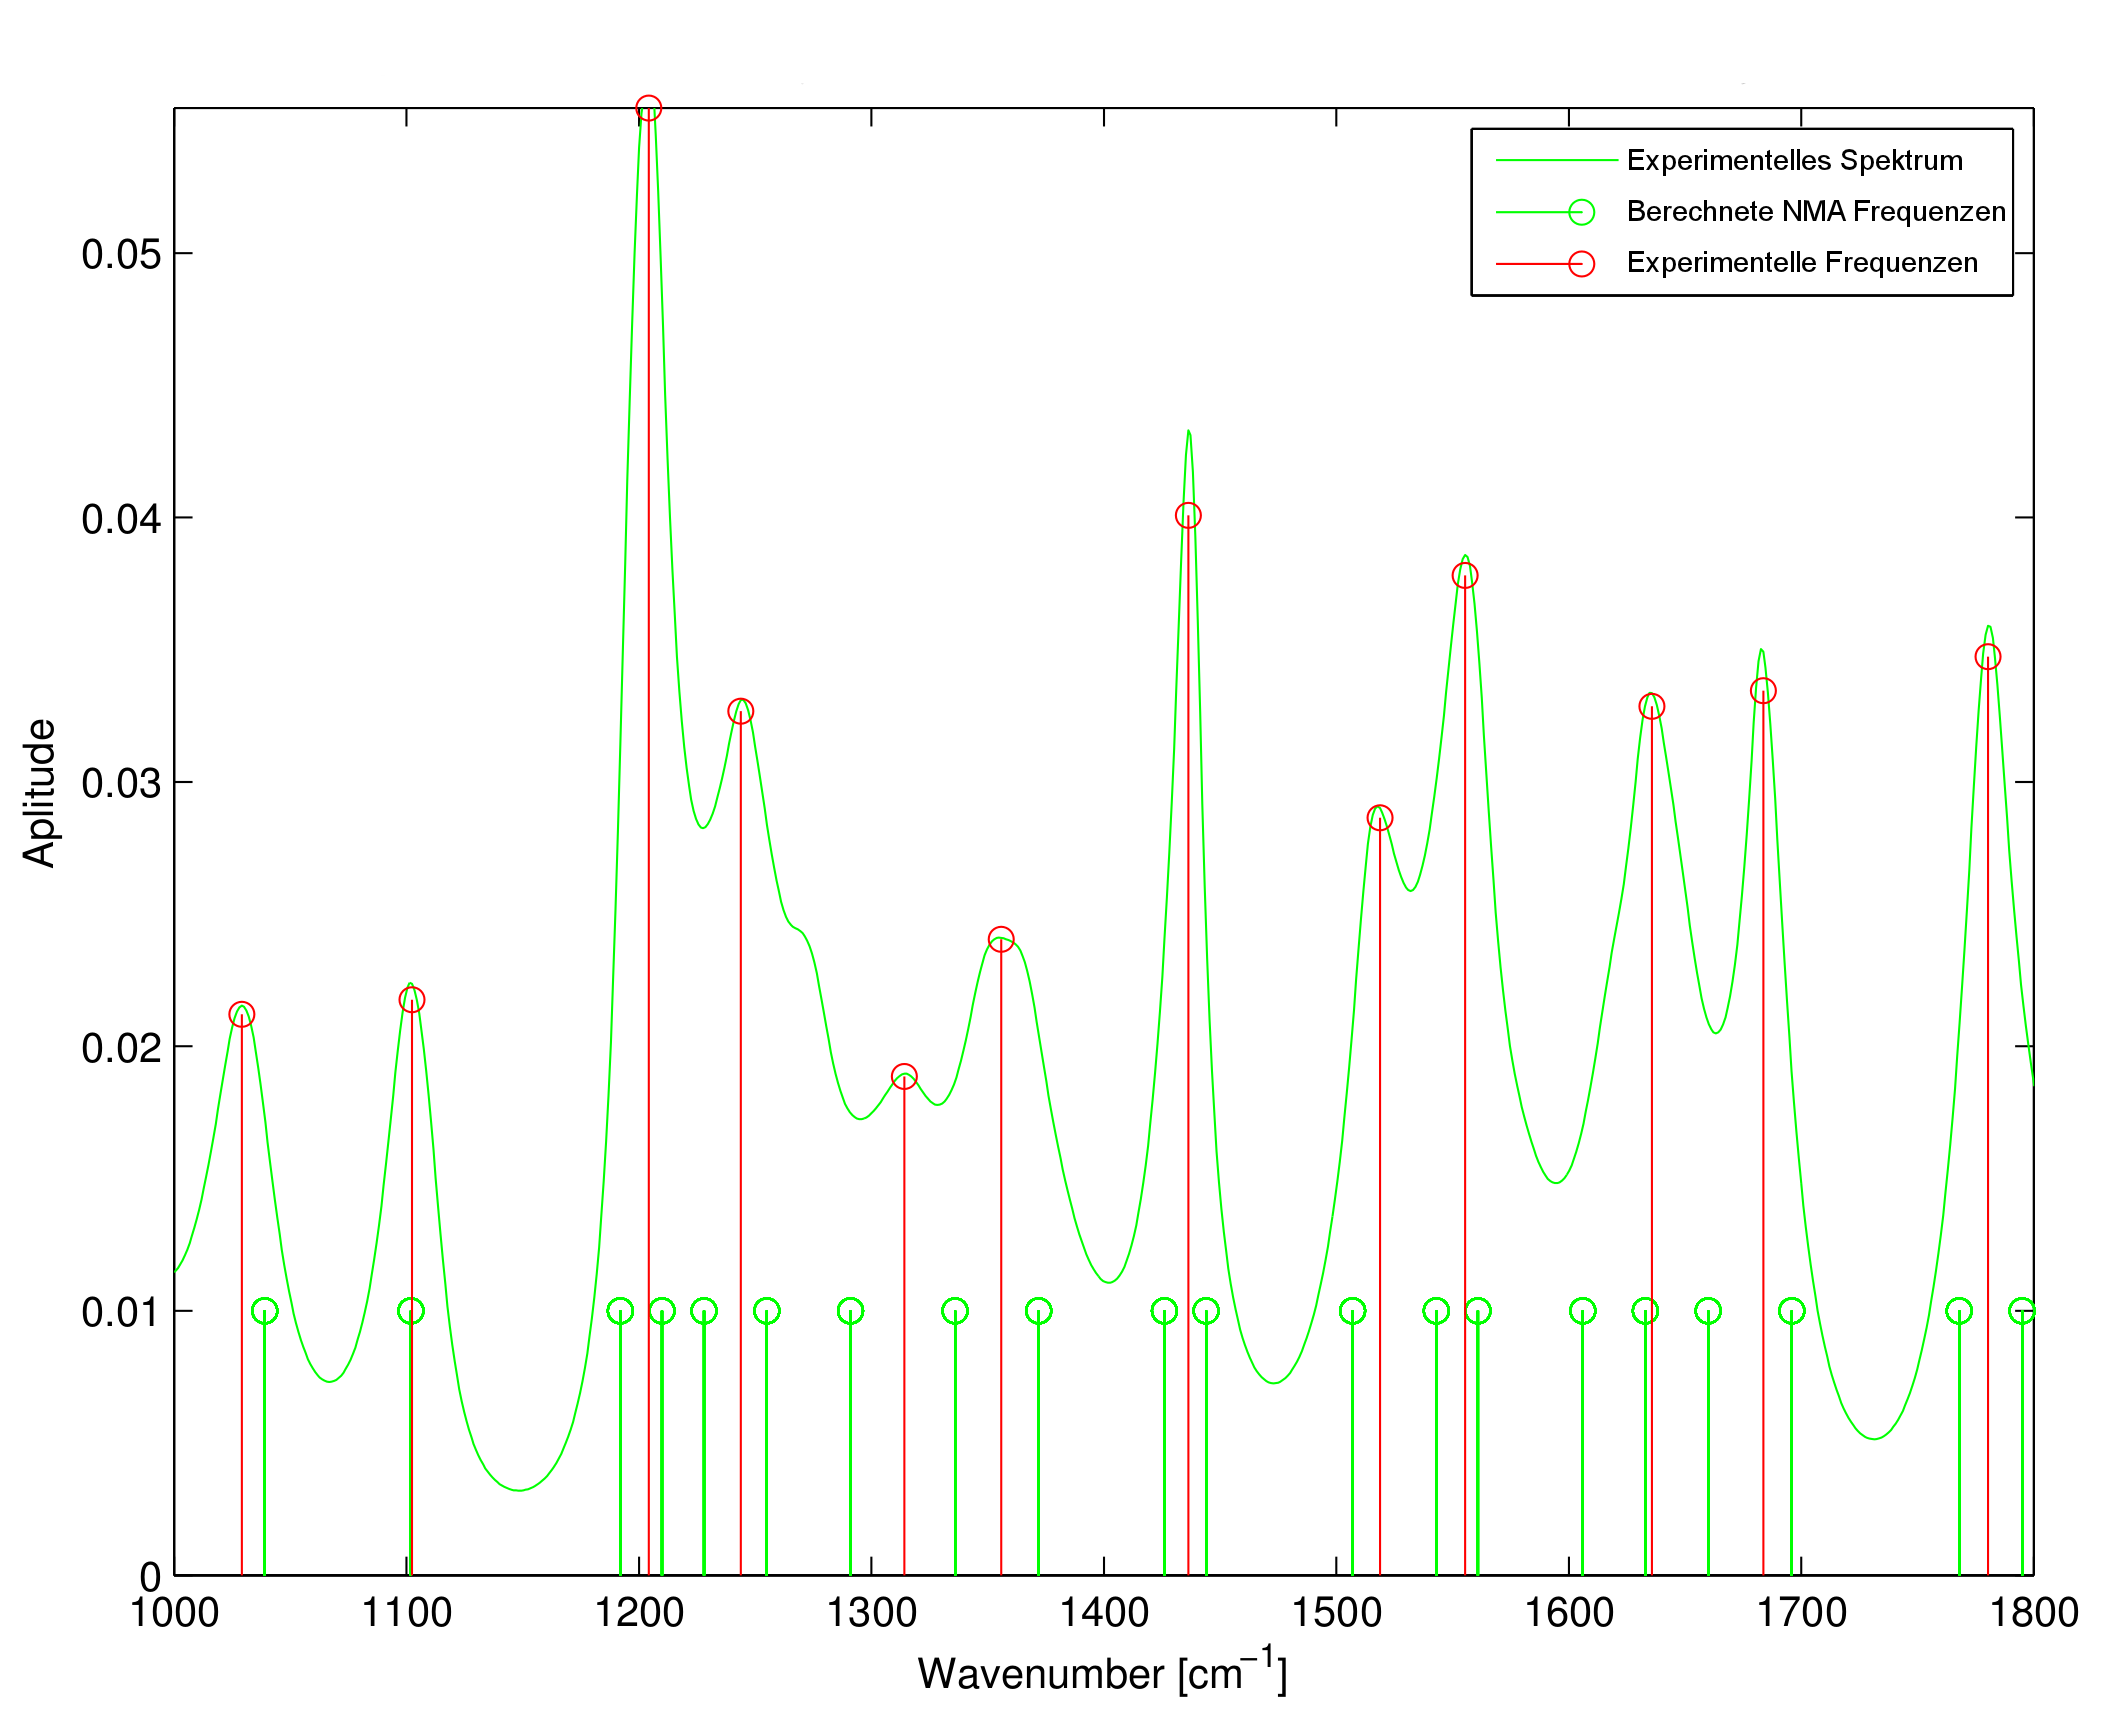 Experimentelles Spektrum
Berechnete NMA Frequenzen
Experimentelle Frequenzen
0.05
0.04
0.03
0.02
0.01
0
Aplitude
1000 1100 1200 1300 1400 1500 1600 1700 1800
Wavenumber [cm⁻¹]